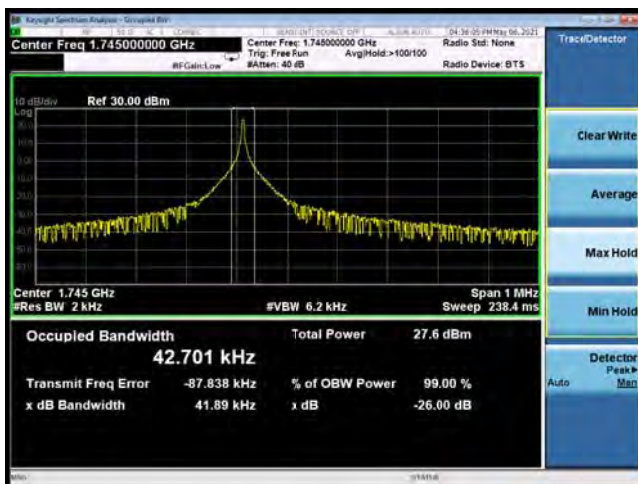 Keysight Spectrum Analyzer - Occupied BW
Center Freq 1.745000000 GHz
Center Freq: 1.745000000 GHz
Trig: Free Run
Avg|Hold:>100/100
#IFGain:Low
#Atten: 40 dB
04:36:05 PM May 06, 2021
Radio Std: None
Radio Device: BTS
Trace/Detector
10 dB/div
Ref 30.00 dBm
Log
Clear Write
Average
Max Hold
Min Hold
Center 1.745 GHz
Span 1 MHz
#Res BW 2 kHz
#VBW 6.2 kHz
Sweep 238.4 ms
Occupied Bandwidth
42.701 kHz
Total Power 27.6 dBm
Transmit Freq Error -87.838 kHz
% of OBW Power 99.00 %
x dB Bandwidth 41.89 kHz
x dB -26.00 dB
Detector
Peak▶
Auto Man
MSG
STATUS